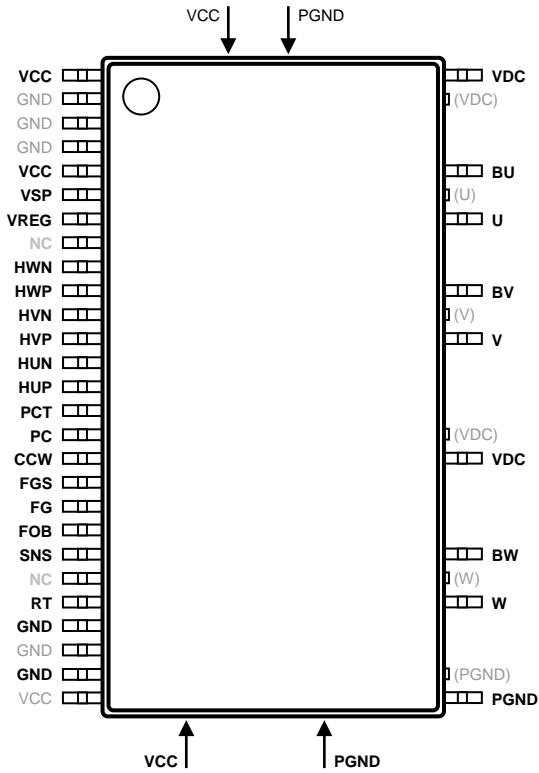 VCC PGND
VCC VDC
GND (VDC)
GND
GND
VCC BU
VSP (U)
VREG U
NC
HWN
HWP BV
HVN (V)
HVP V
HUN
HUP
PCT
PC (VDC)
CCW VDC
FGS
FG
FOB
SNS BW
NC (W)
RT W
GND
GND
GND (PGND)
VCC PGND
VCC PGND